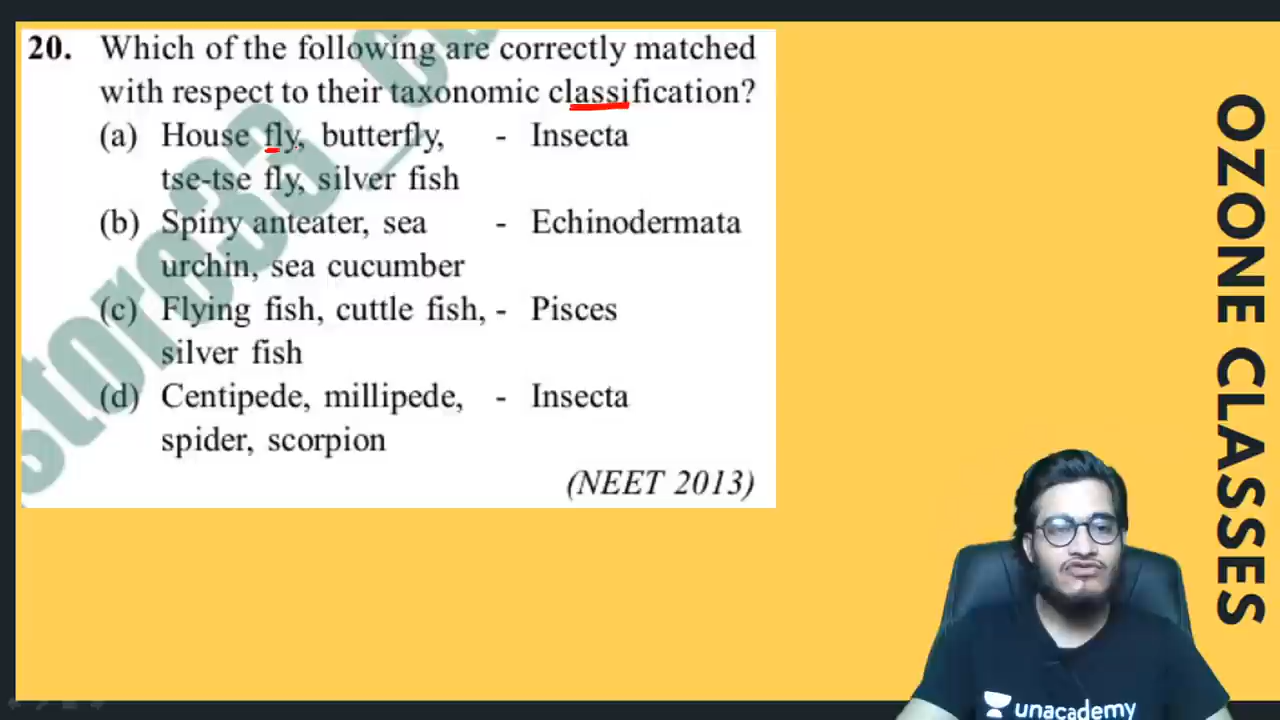 20. Which of the following are correctly matched
with respect to their taxonomic classification?
(a) House fly, butterfly, - Insecta
tse-tse fly, silver fish
(b) Spiny anteater, sea - Echinodermata
urchin, sea cucumber
(c) Flying fish, cuttle fish, - Pisces
silver fish
(d) Centipede, millipede, - Insecta
spider, scorpion
(NEET 2013)
OZONE CLASSES
unacademy